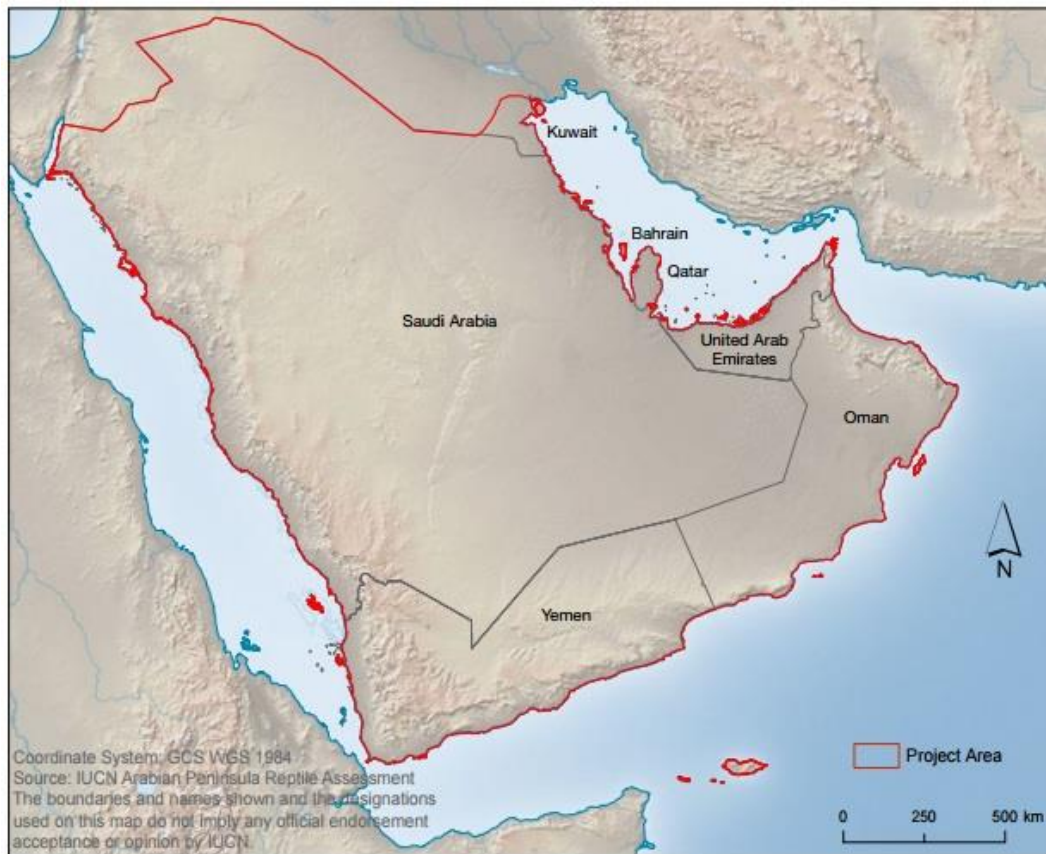 Kuwait
Bahrain
Qatar
Saudi Arabia
United Arab
Emirates
Oman
N
Yemen
Coordinate System: GCS WGS 1984
Source: IUCN Arabian Peninsula Reptile Assessment
The boundaries and names shown and the designations
used on this map do not imply any official endorsement
acceptance or opinion by IUCN.
Project Area
0 250 500 km